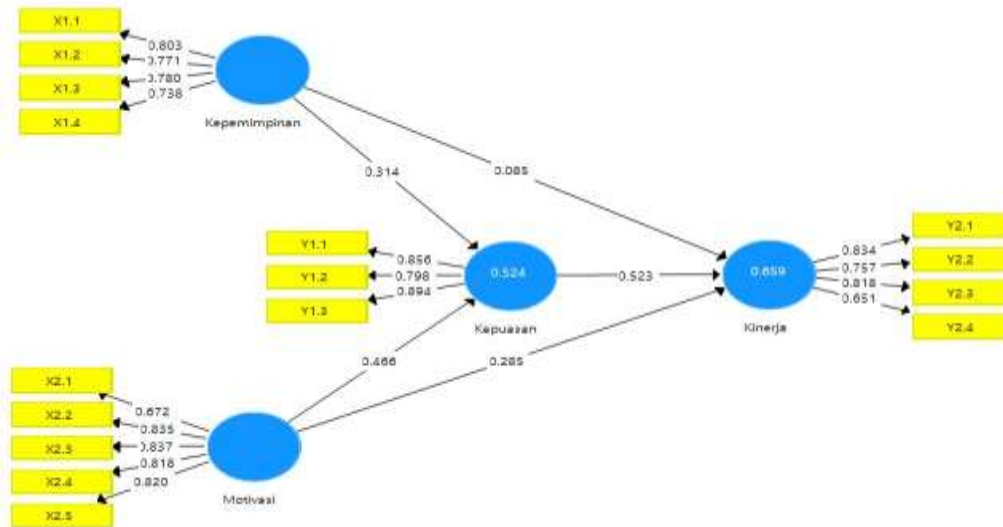 X1.1
X1.2
X1.3
X1.4
0.803
0.771
0.780
0.738
Kepemimpinan
0.314
0.085
Y1.1
Y1.2
Y1.3
0.856
0.798
0.894
0.524
Kepuasan
0.523
0.659
Kinerja
0.834
0.757
0.818
0.651
Y2.1
Y2.2
Y2.3
Y2.4
0.466
0.285
X2.1
X2.2
X2.3
X2.4
X2.5
0.672
0.835
0.837
0.818
0.820
Motivasi